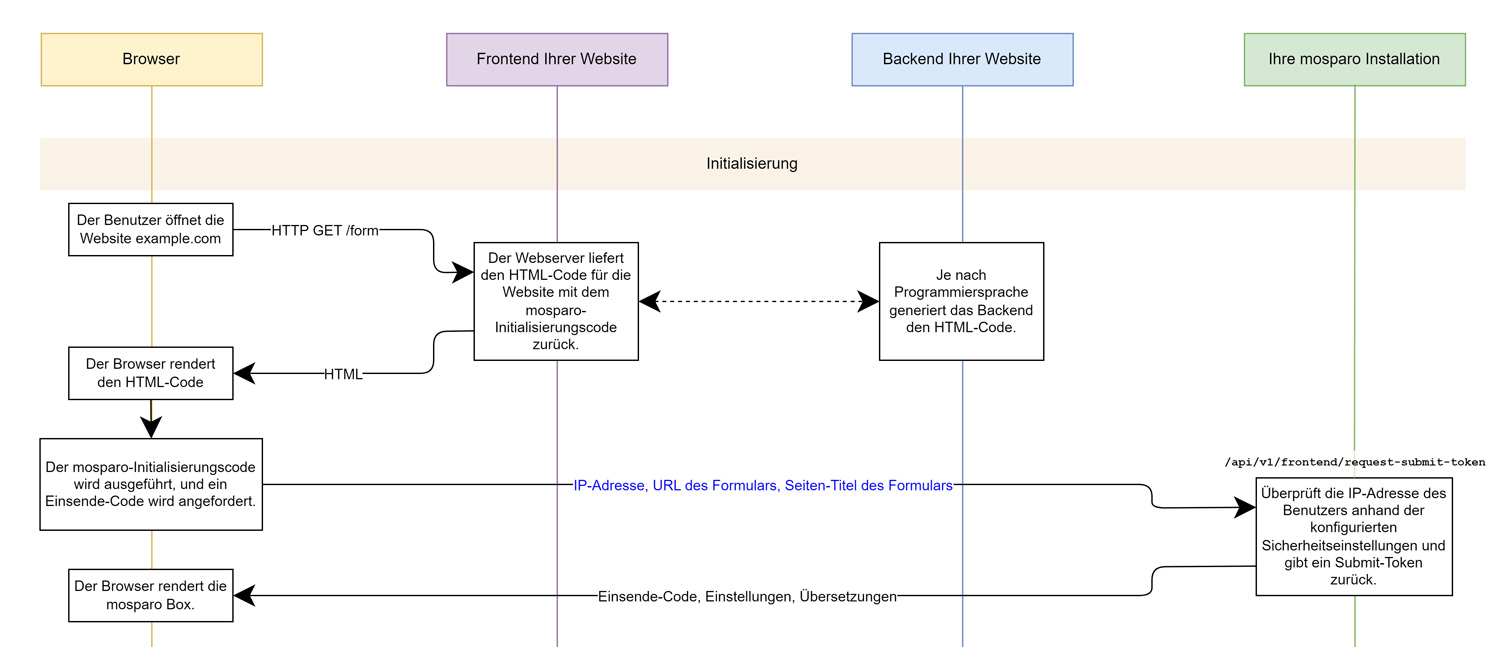 Browser
Frontend Ihrer Website
Backend Ihrer Website
Ihre mosparo Installation
Initialisierung
Der Benutzer öffnet die
Website example.com
HTTP GET /form
Der Webserver liefert
den HTML-Code für die
Website mit dem
mosparo-
Initialisierungscode
zurück.
Je nach
Programmiersprache
generiert das Backend
den HTML-Code.
Der Browser rendert
den HTML-Code
HTML
Der mosparo-Initialisierungscode
wird ausgeführt, und ein
Einsende-Code wird angefordert.
IP-Adresse, URL des Formulars, Seiten-Titel des Formulars
/api/v1/frontend/request-submit-token
Überprüft die IP-Adresse des
Benutzers anhand der
konfigurierten
Sicherheitseinstellungen und
gibt ein Submit-Token
zurück.
Der Browser rendert die
mosparo Box.
Einsende-Code, Einstellungen, Übersetzungen